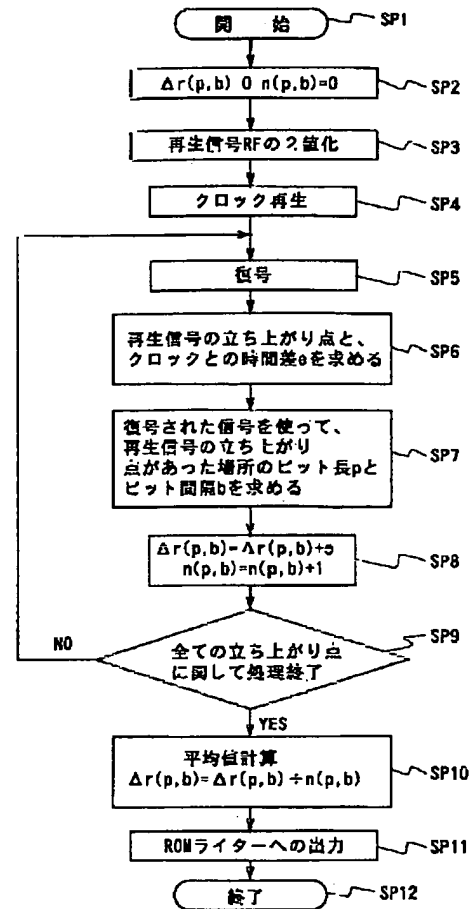 開 始
SP1
Δr(p,b) 0 n(p,b)=0
SP2
再生信号RFの2値化
SP3
クロック再生
SP4
復号
SP5
再生信号の立ち上がり点と、
クロックとの時間差eを求める
SP6
復号された信号を使って、
再生信号の立ち上がり
点があった場所のピット長pと
ピット間隔bを求める
SP7
Δr(p,b)-Δr(p,b)+e
n(p,b)=n(p,b)+1
SP8
全ての立ち上がり点
に関して処理終了
SP9
NO
YES
平均値計算
Δr(p,b)=Δr(p,b)÷n(p,b)
SP10
ROMライターへの出力
SP11
終了
SP12